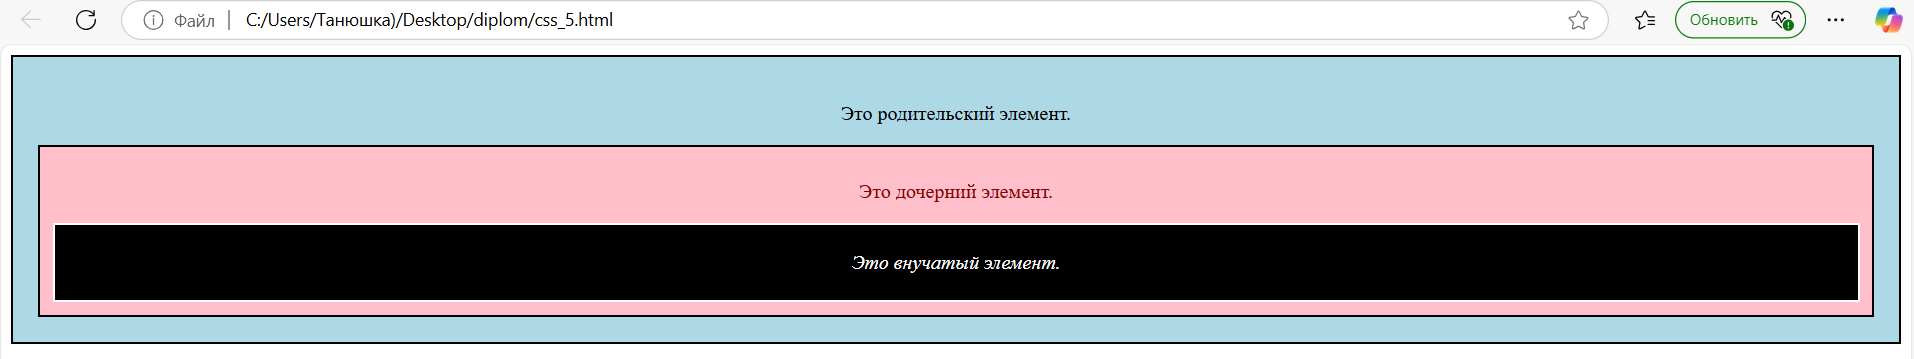 Файл C:/Users/Танюшка)/Desktop/diplom/css_5.html Обновить
Это родительский элемент.
Это дочерний элемент.
Это внучатый элемент.